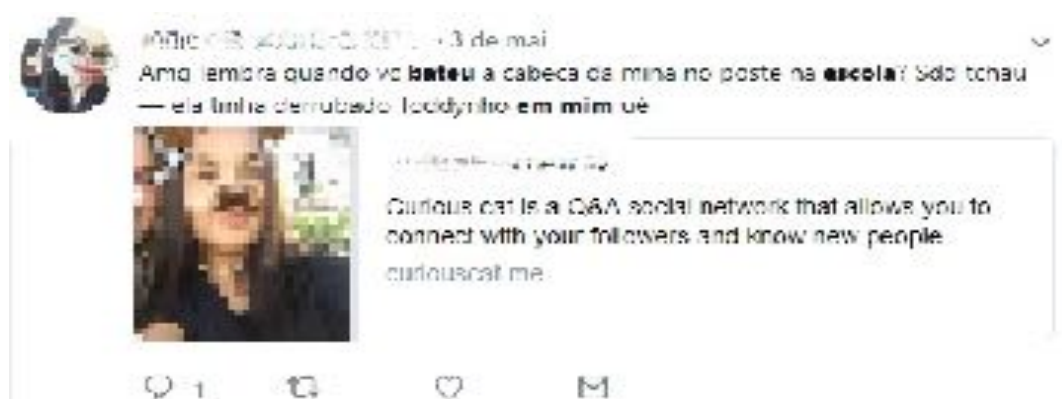 · 3 de mai
Amg lembra quando vc bateu a cabeca da mina no poste na escola? Sdd tchau
— ela tinha derrubado Toddynho em mim ué
Curious cat is a Q&A social network that allows you to
connect with your followers and know new people
curiouscat.me
1